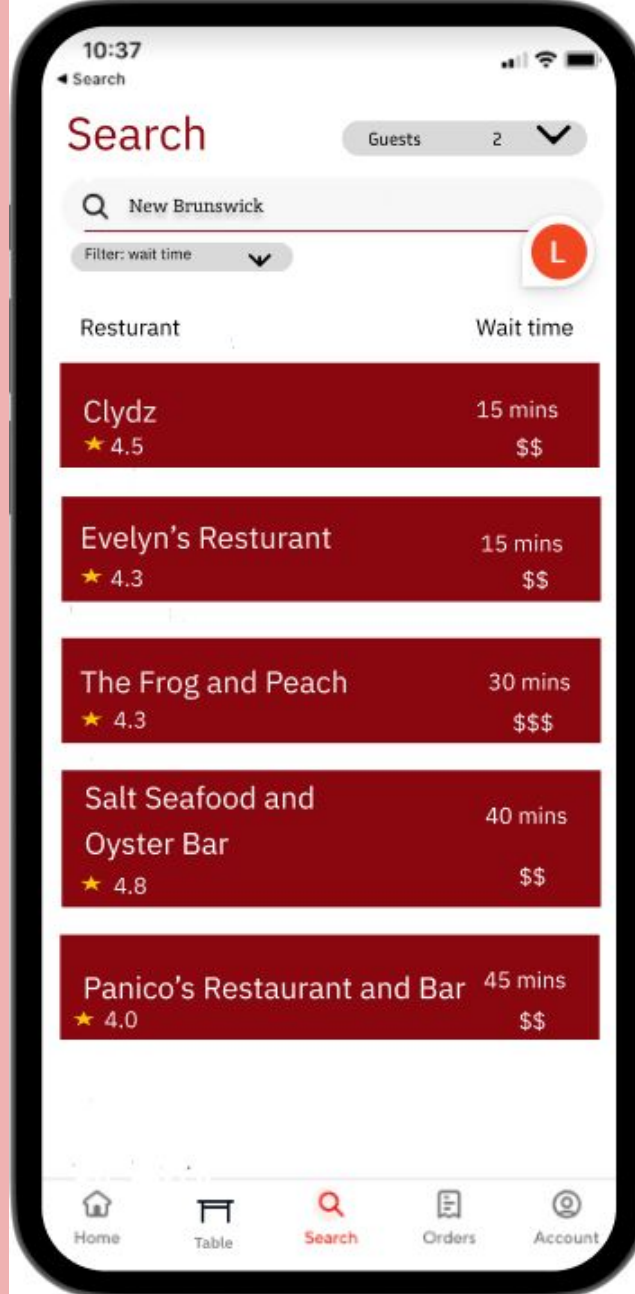 10:37
◀ Search
Search
Guests 2
New Brunswick
Filter: wait time
L
Resturant Wait time
Clydz 15 mins
★ 4.5 $$
Evelyn’s Resturant 15 mins
★ 4.3 $$
The Frog and Peach 30 mins
★ 4.3 $$$
Salt Seafood and
Oyster Bar 40 mins
★ 4.8 $$
Panico’s Restaurant and Bar 45 mins
★ 4.0 $$
Home Table Search Orders Account